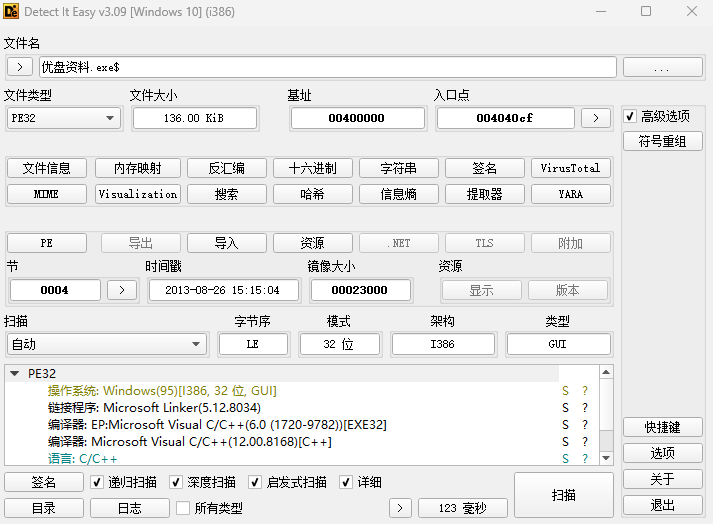 Detect It Easy v3.09 [Windows 10] (i386)
文件名
> 优盘资料.exe$ ...
文件类型 文件大小 基址 入口点
PE32 136.00 KiB 00400000 004040cf >
高级选项
符号重组
文件信息 内存映射 反汇编 十六进制 字符串 签名 VirusTotal
MIME Visualization 搜索 哈希 信息熵 提取器 YARA
PE 导出 导入 资源 .NET TLS 附加
节 时间戳 镜像大小 资源
0004 > 2013-08-26 15:15:04 00023000 显示 版本
扫描 字节序 模式 架构 类型
自动 LE 32 位 I386 GUI
PE32
操作系统: Windows(95)[I386, 32 位, GUI] S ?
链接程序: Microsoft Linker(5.12.8034) S ?
编译器: EP:Microsoft Visual C/C++(6.0 (1720-9782))[EXE32] S ?
编译器: Microsoft Visual C/C++(12.00.8168)[C++] S ?
语言: C/C++ S ?
快捷键
选项
关于
退出
签名 递归扫描 深度扫描 启发式扫描 详细
目录 日志 所有类型 > 123 毫秒 扫描